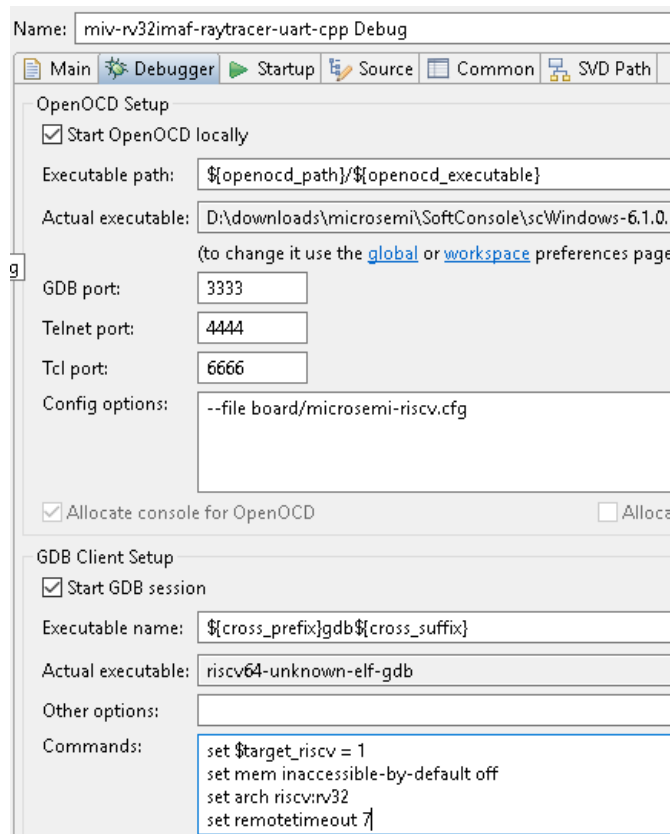 Name: miv-rv32imaf-raytracer-uart-cpp Debug
Main Debugger Startup Source Common SVD Path
OpenOCD Setup
Start OpenOCD locally
Executable path: ${openocd_path}/${openocd_executable}
Actual executable: D:\downloads\microsemi\SoftConsole\scWindows-6.1.0.
(to change it use the global or workspace preferences page
g
GDB port: 3333
Telnet port: 4444
Tcl port: 6666
Config options: --file board/microsemi-riscv.cfg
Allocate console for OpenOCD Alloca
GDB Client Setup
Start GDB session
Executable name: ${cross_prefix}gdb${cross_suffix}
Actual executable: riscv64-unknown-elf-gdb
Other options:
Commands: set $target_riscv = 1
set mem inaccessible-by-default off
set arch riscv:rv32
set remotetimeout 7